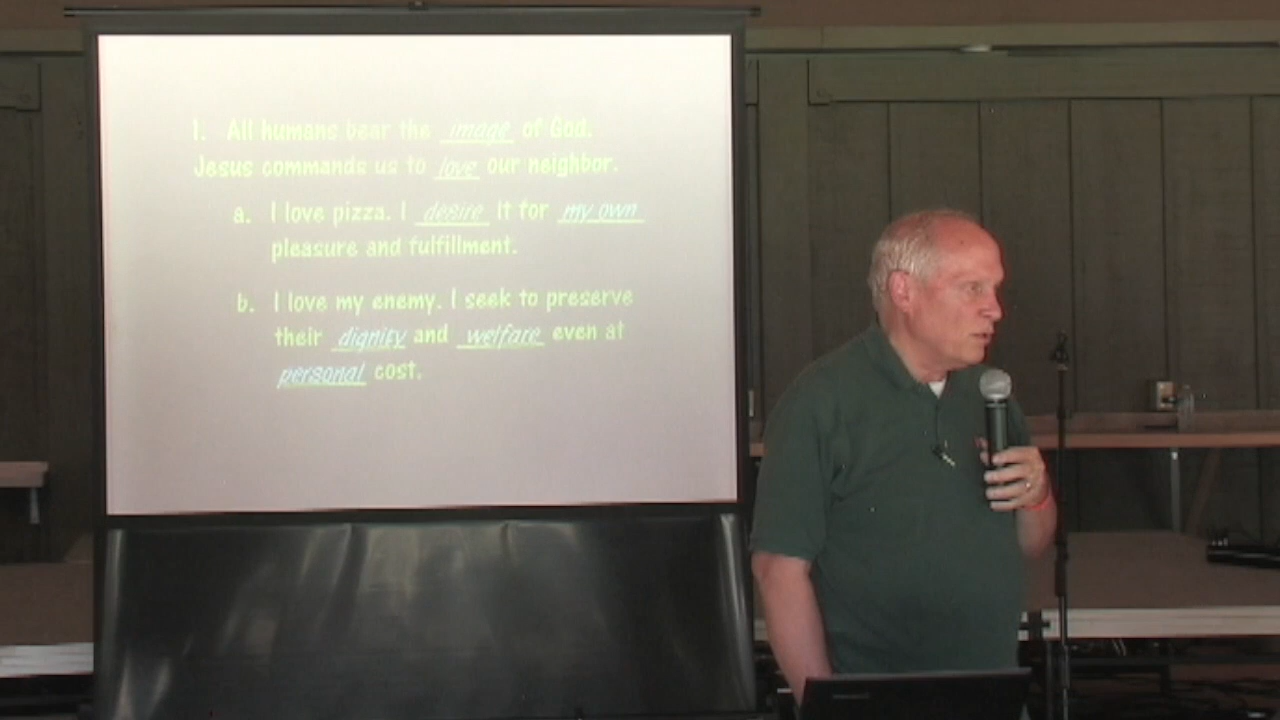 1. All humans bear the image of God.
Jesus commands us to love our neighbor.
a. I love pizza. I desire it for my own
pleasure and fulfillment.
b. I love my enemy. I seek to preserve
their dignity and welfare even at
personal cost.